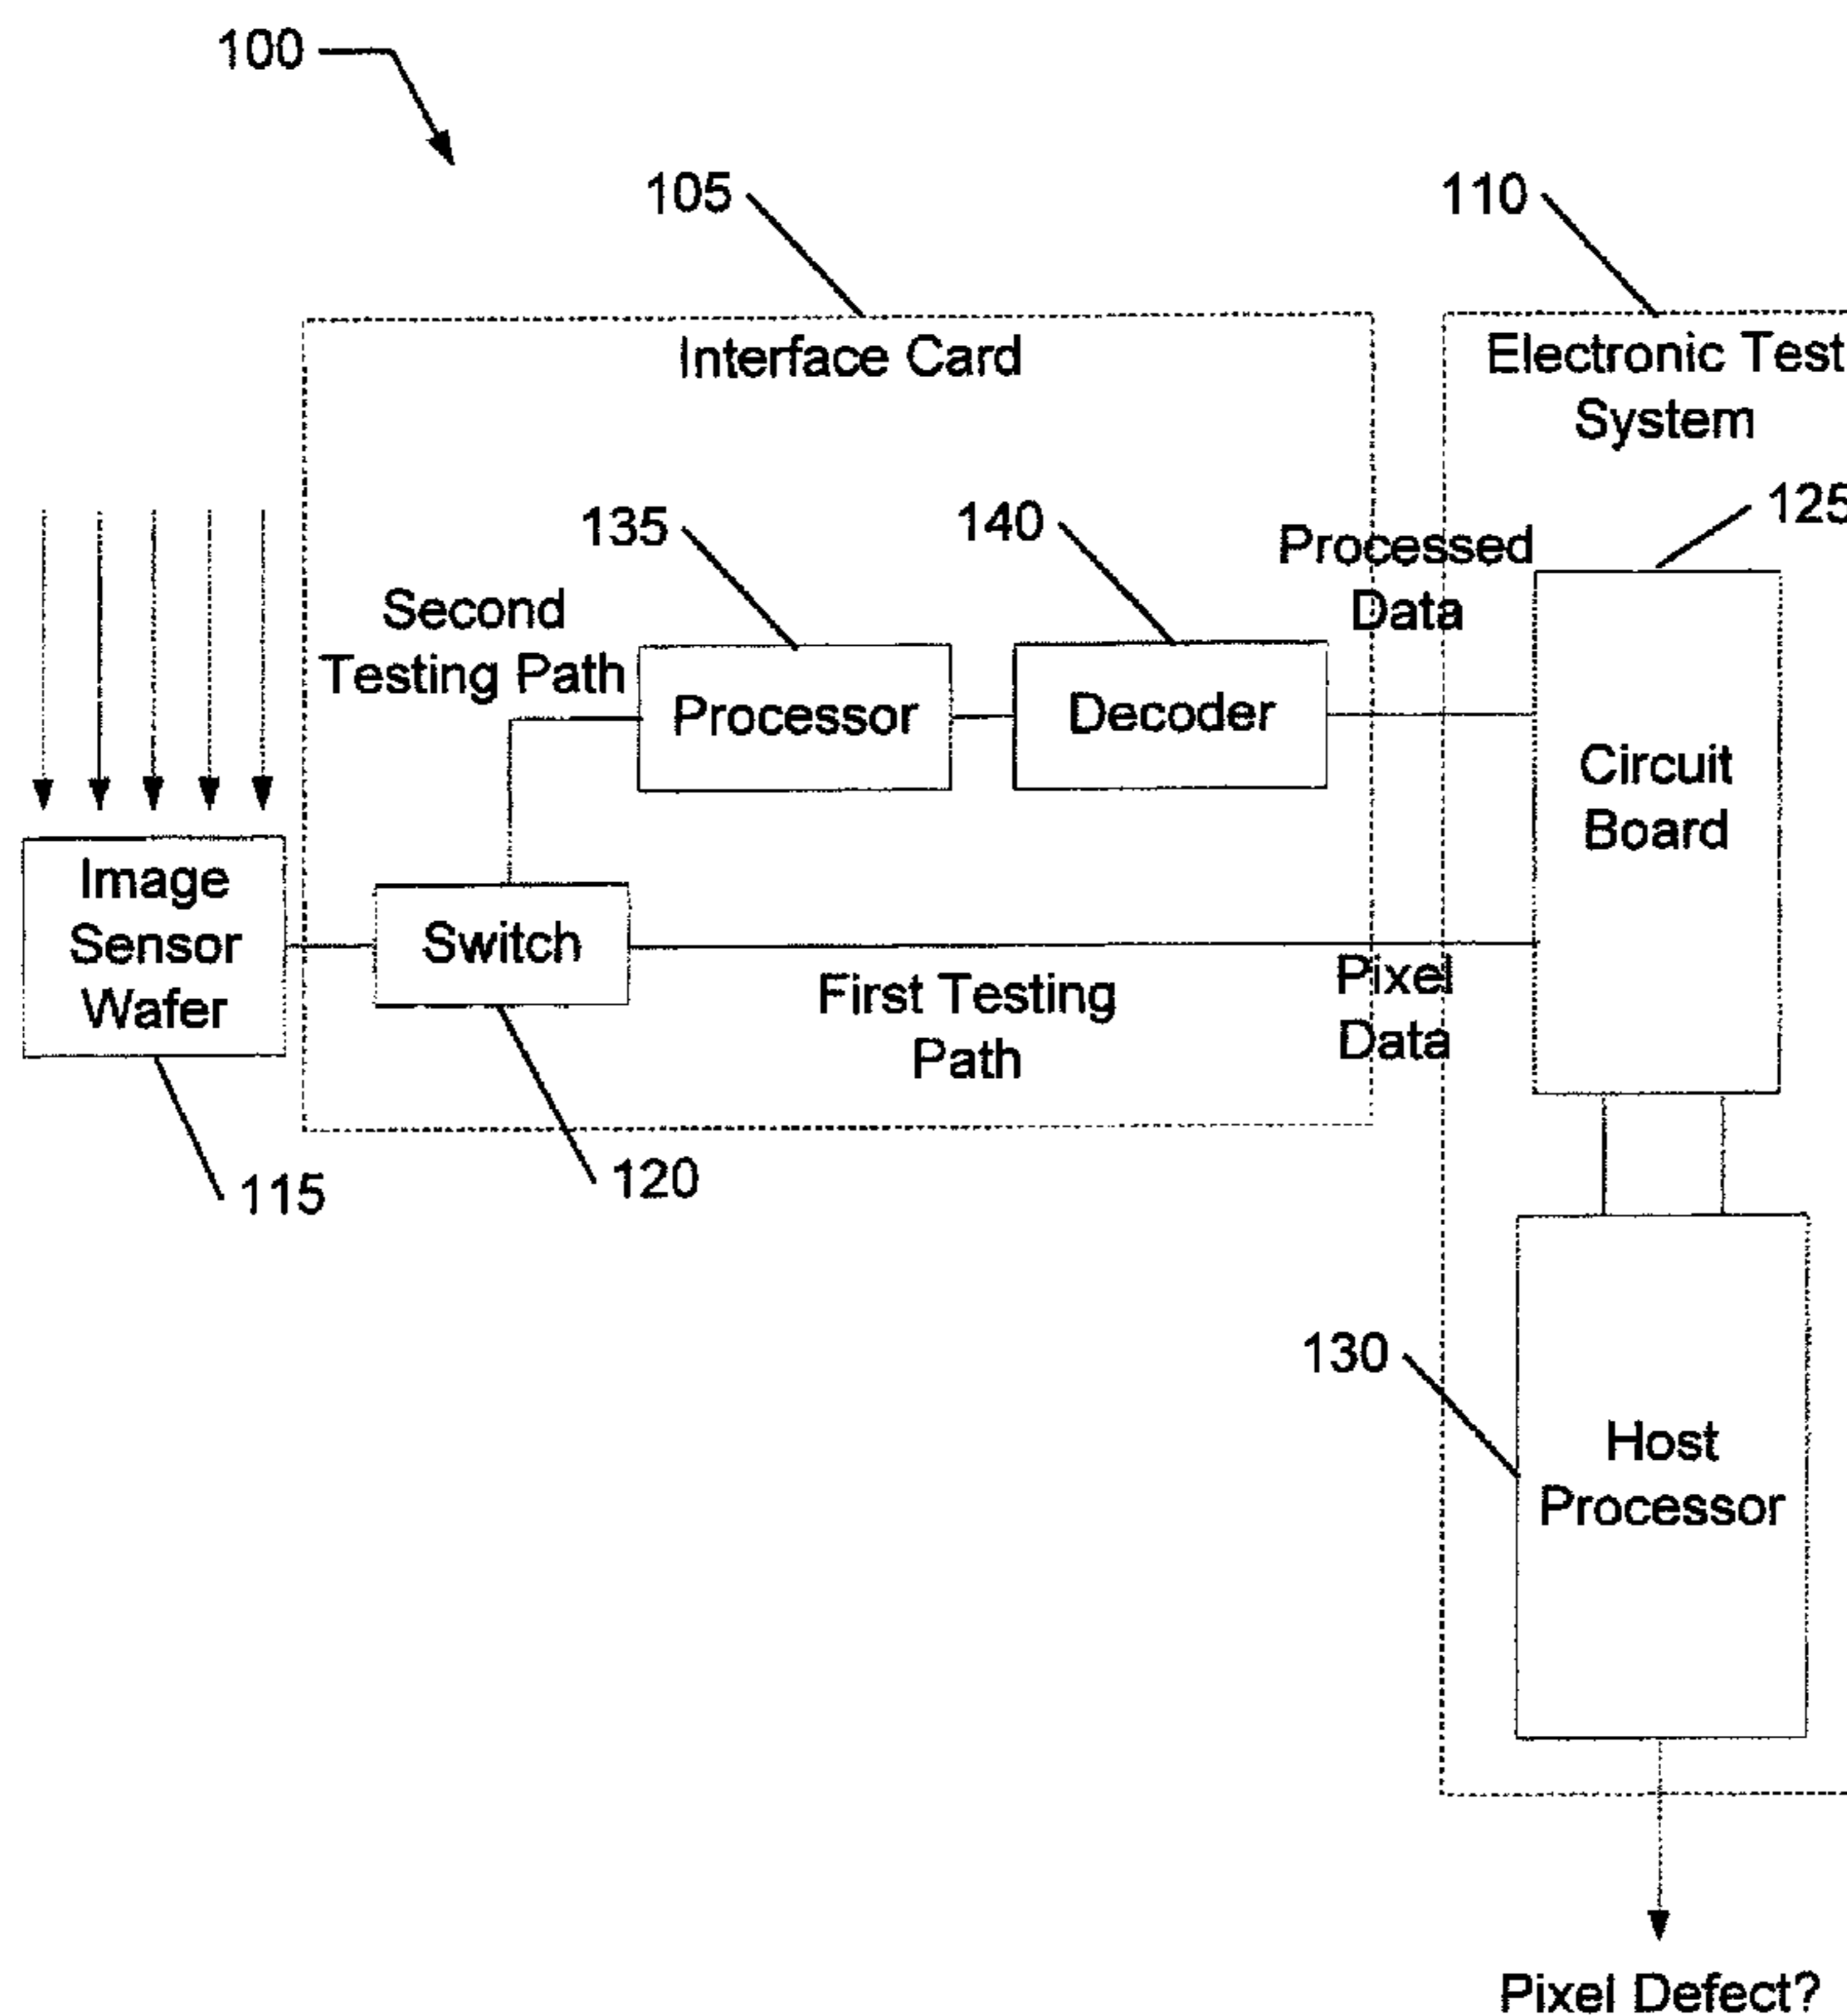 100
105
110
Interface Card
Electronic Test
System
125
135
140
Processed
Data
Second
Testing Path
Processor
Decoder
Circuit
Board
Image
Sensor
Wafer
Switch
First Testing
Path
Pixel
Data
115
120
130
Host
Processor
Pixel Defect?